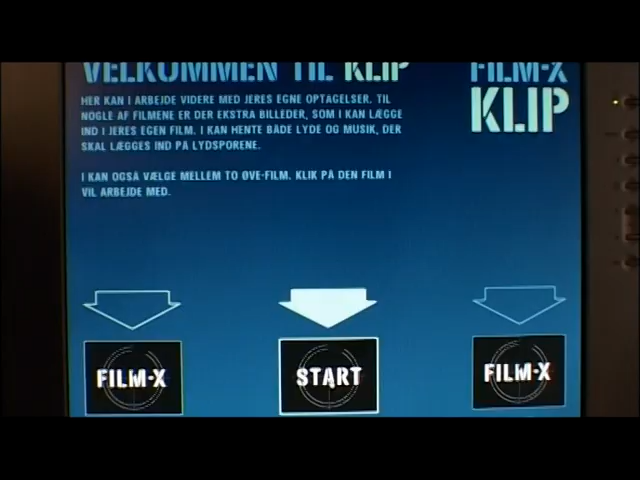 VELKOMMEN TIL KLIP
FILM-X
KLIP
HER KAN I ARBEJDE VIDERE MED JERES EGNE OPTAGELSER. TIL
NOGLE AF FILMENE ER DER EKSTRA BILLEDER, SOM I KAN LÆGGE
IND I JERES EGEN FILM. I KAN HENTE BÅDE LYDE OG MUSIK, DER
SKAL LÆGGES IND PÅ LYDSPORENE.
I KAN OGSÅ VÆLGE MELLEM TO ØVE-FILM. KLIK PÅ DEN FILM I
VIL ARBEJDE MED.
FILM-X
START
FILM-X